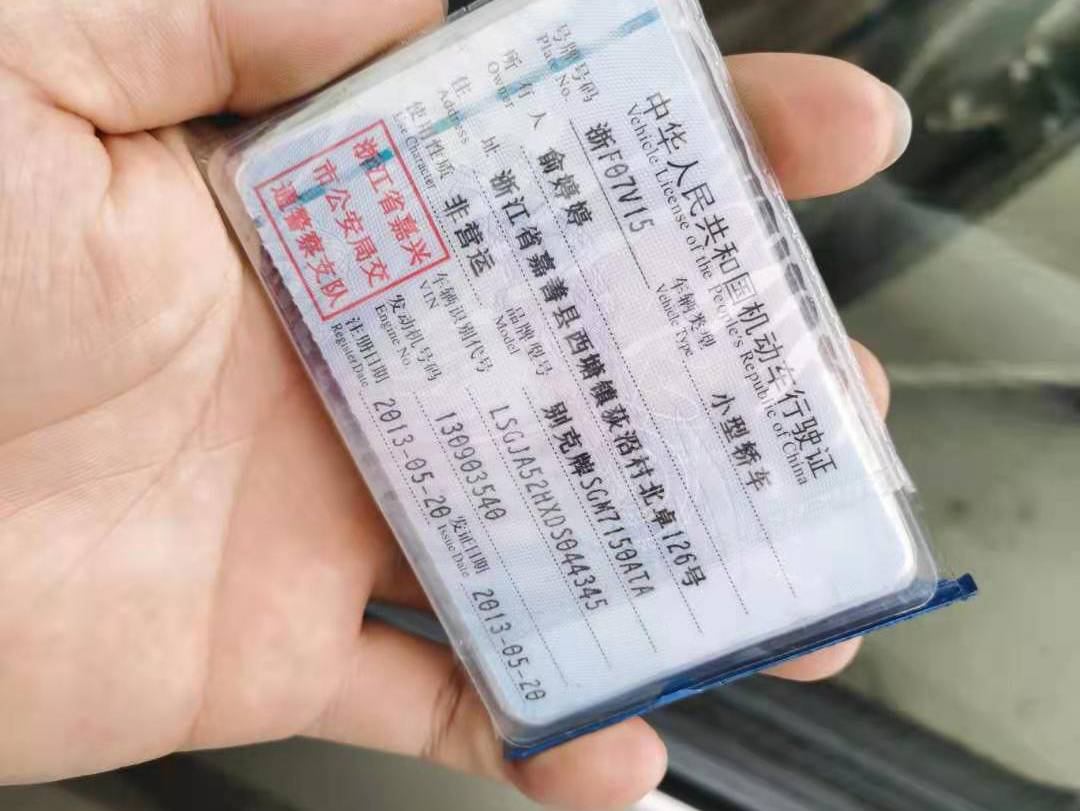 中华人民共和国机动车行驶证
Vehicle License of the People's Republic of China
号牌号码 浙F07V15 车辆类型 小型轿车
Plate No. Vehicle Type
所有人 俞婷婷
Owner
住址 浙江省嘉善县西塘镇荻沼村北卓126号
Address
使用性质 非营运 品牌型号 别克牌SGM7150ATA
Use Character Model
浙江省嘉兴
市公安局交
通警察支队
车辆识别代号 LSGJA52HXDS044345
VIN
发动机号码 130903540
Engine No.
注册日期 2013-05-20 发证日期 2013-05-20
Register Date Issue Date